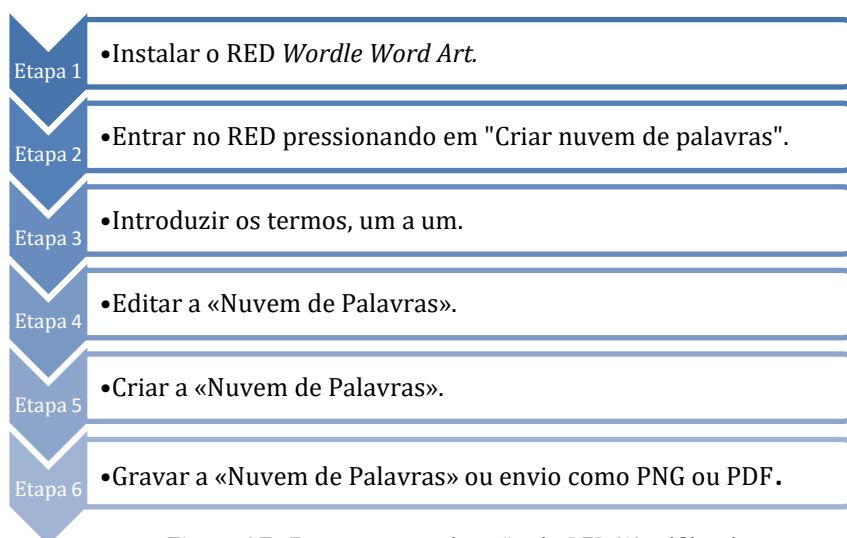 Etapa 1
•Instalar o RED Wordle Word Art.
Etapa 2
•Entrar no RED pressionando em "Criar nuvem de palavras".
Etapa 3
•Introduzir os termos, um a um.
Etapa 4
•Editar a «Nuvem de Palavras».
Etapa 5
•Criar a «Nuvem de Palavras».
Etapa 6
•Gravar a «Nuvem de Palavras» ou envio como PNG ou PDF.